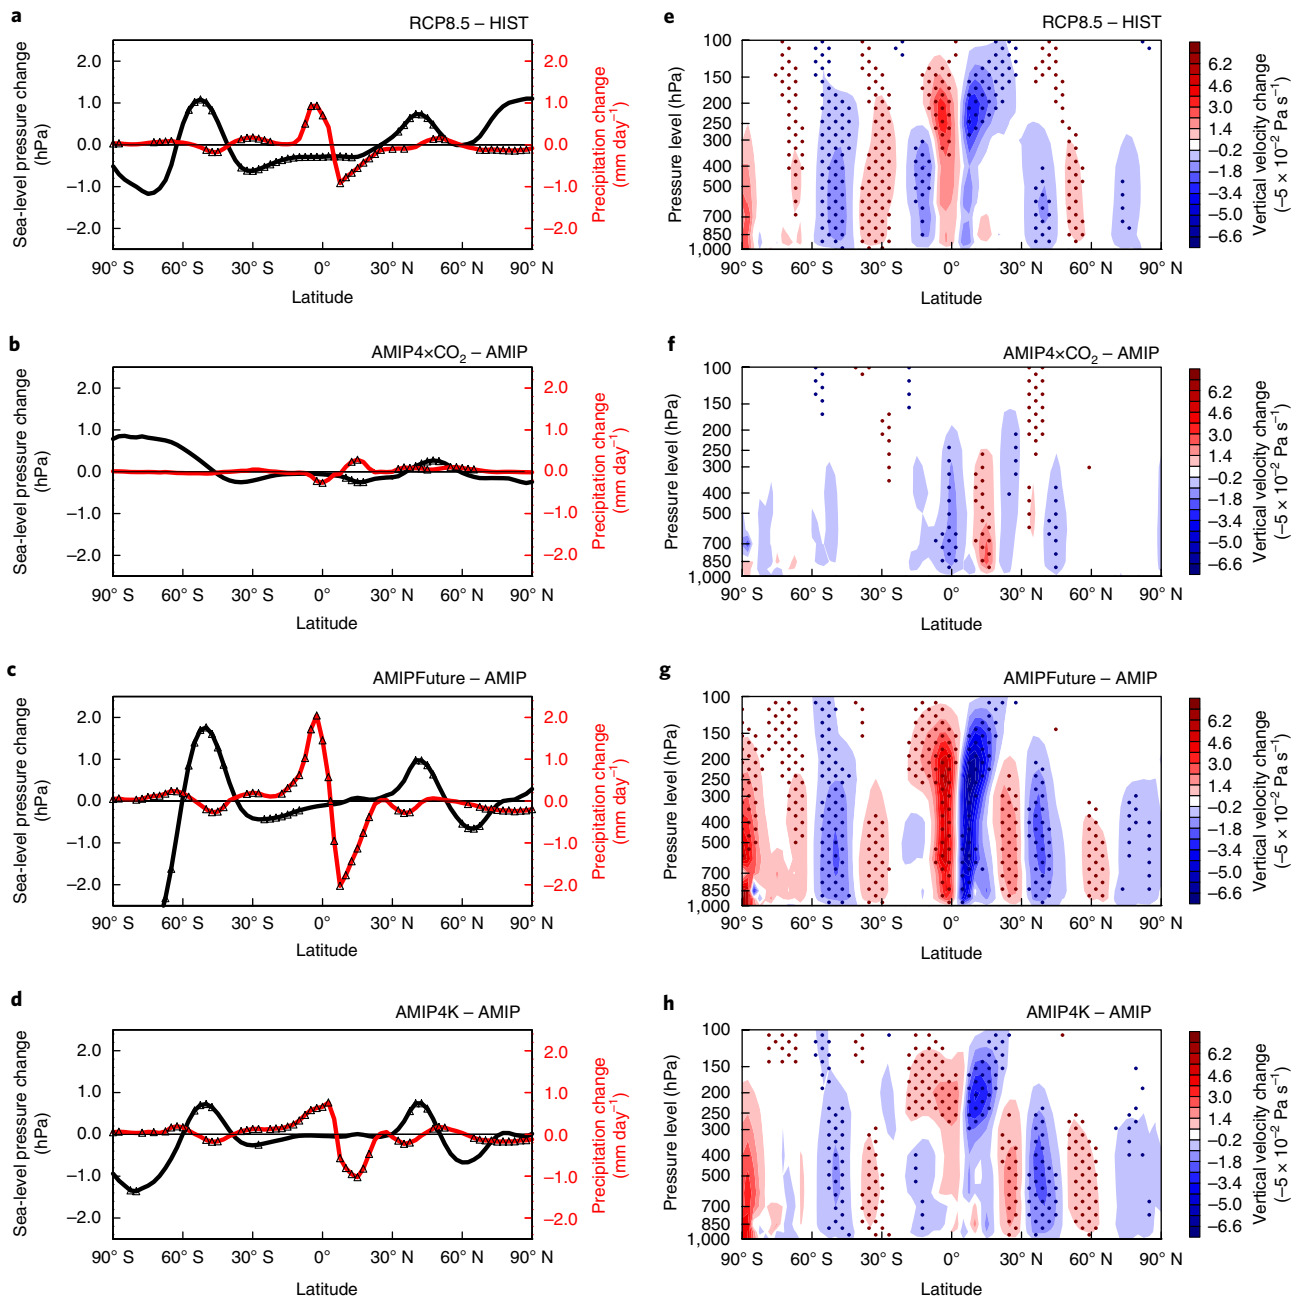 a
RCP8.5 – HIST
Sea-level pressure change
(hPa)
2.0
1.0
0.0
−1.0
−2.0
2.0
1.0
0.0
−1.0
−2.0
Precipitation change
(mm day−1)
90° S 60° S 30° S 0° 30° N 60° N 90° N
Latitude
e
RCP8.5 – HIST
Pressure level (hPa)
100
150
200
250
300
400
500
700
850
1,000
90° S 60° S 30° S 0° 30° N 60° N 90° N
Latitude
6.2
4.6
3.0
1.4
−0.2
−1.8
−3.4
−5.0
−6.6
Vertical velocity change
(−5 × 10−2 Pa s−1)
b
AMIP4×CO2 – AMIP
Sea-level pressure change
(hPa)
2.0
1.0
0.0
−1.0
−2.0
2.0
1.0
0.0
−1.0
−2.0
Precipitation change
(mm day−1)
90° S 60° S 30° S 0° 30° N 60° N 90° N
Latitude
f
AMIP4×CO2 – AMIP
Pressure level (hPa)
100
150
200
250
300
400
500
700
850
1,000
90° S 60° S 30° S 0° 30° N 60° N 90° N
Latitude
6.2
4.6
3.0
1.4
−0.2
−1.8
−3.4
−5.0
−6.6
Vertical velocity change
(−5 × 10−2 Pa s−1)
c
AMIPFuture – AMIP
Sea-level pressure change
(hPa)
2.0
1.0
0.0
−1.0
−2.0
2.0
1.0
0.0
−1.0
−2.0
Precipitation change
(mm day−1)
90° S 60° S 30° S 0° 30° N 60° N 90° N
Latitude
g
AMIPFuture – AMIP
Pressure level (hPa)
100
150
200
250
300
400
500
700
850
1,000
90° S 60° S 30° S 0° 30° N 60° N 90° N
Latitude
6.2
4.6
3.0
1.4
−0.2
−1.8
−3.4
−5.0
−6.6
Vertical velocity change
(−5 × 10−2 Pa s−1)
d
AMIP4K – AMIP
Sea-level pressure change
(hPa)
2.0
1.0
0.0
−1.0
−2.0
2.0
1.0
0.0
−1.0
−2.0
Precipitation change
(mm day−1)
90° S 60° S 30° S 0° 30° N 60° N 90° N
Latitude
h
AMIP4K – AMIP
Pressure level (hPa)
100
150
200
250
300
400
500
700
850
1,000
90° S 60° S 30° S 0° 30° N 60° N 90° N
Latitude
6.2
4.6
3.0
1.4
−0.2
−1.8
−3.4
−5.0
−6.6
Vertical velocity change
(−5 × 10−2 Pa s−1)